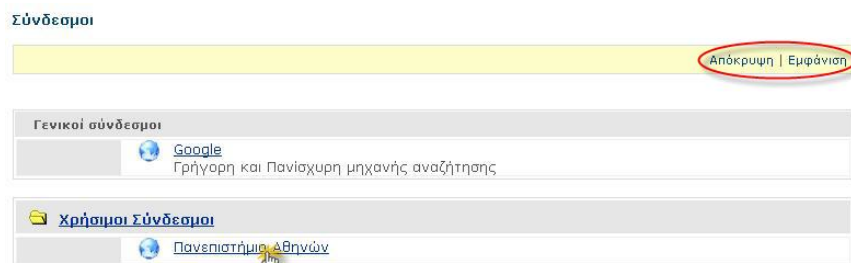 Σύνδεσμοι
Απόκρυψη | Εμφάνιση
Γενικοί σύνδεσμοι
Google
Γρήγορη και Πανίσχυρη μηχανής αναζήτησης
Χρήσιμοι Σύνδεσμοι
Πανεπιστήμιο Αθηνών